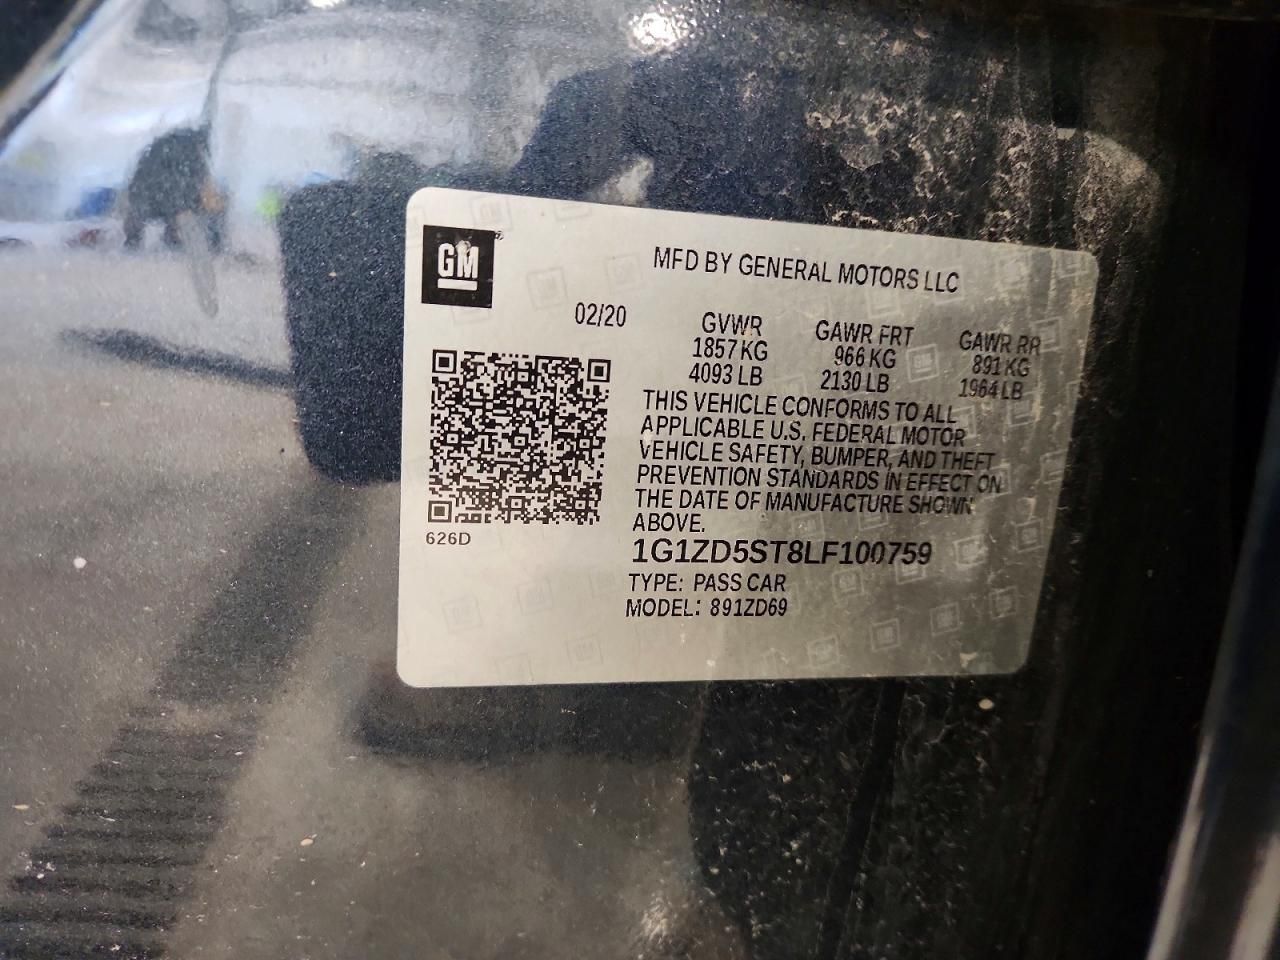 GM
MFD BY GENERAL MOTORS LLC
02/20
GVWR GAWR FRT GAWR RR
1857 KG 966 KG 891 KG
4093 LB 2130 LB 1964 LB
THIS VEHICLE CONFORMS TO ALL
APPLICABLE U.S. FEDERAL MOTOR
VEHICLE SAFETY, BUMPER, AND THEFT
PREVENTION STANDARDS IN EFFECT ON
THE DATE OF MANUFACTURE SHOWN
ABOVE.
626D
1G1ZD5ST8LF100759
TYPE: PASS CAR
MODEL: 891ZD69